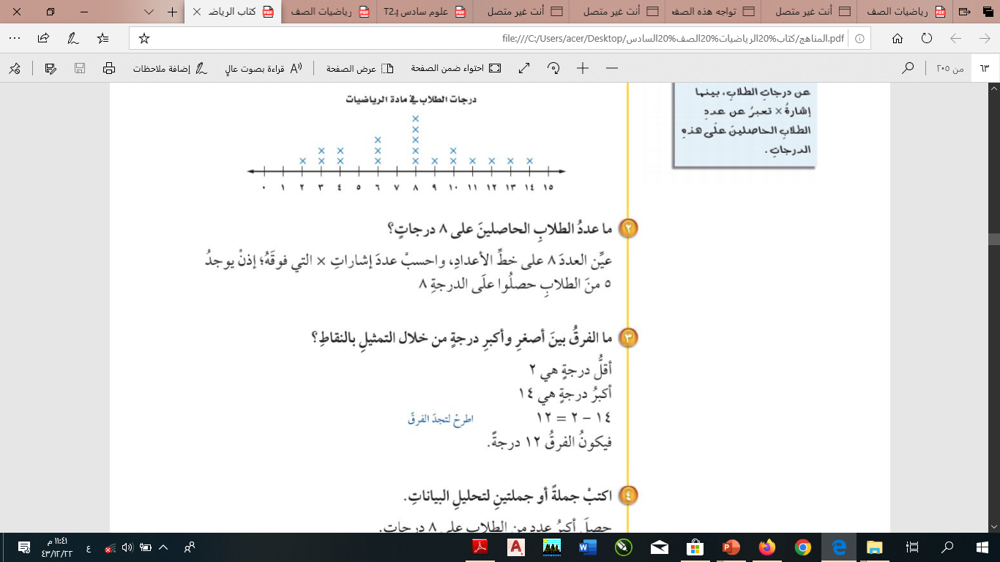 كتاب الرياض
رياضيات الصف
علوم سادس ج.T2
أنت غير متصل
أنت غير متصل
تواجه هذه الصف
أنت غير متصل
رياضيات الصف
file:///C:/Users/acer/Desktop/المناهج/كتاب%20الرياضيات%20الصف%20السادس.pdf
٦٣ من ٢٠٥
احتواء ضمن الصفحة
عرض الصفحة
قراءة بصوت عالٍ
إضافة ملاحظات
عن درجاتِ الطلابِ، بينما
إشارةُ × تعبرُ عن عددِ
الطلابِ الحاصلينَ علَى هذهِ
الدرجاتِ.
درجات الطلاب في مادة الرياضيات
٠ ١ ٢ ٣ ٤ ٥ ٦ ٧ ٨ ٩ ١٠ ١١ ١٢ ١٣ ١٤ ١٥
٢ ما عددُ الطلابِ الحاصلينَ على ٨ درجاتٍ؟
عيِّن العددَ ٨ على خطِّ الأعدادِ، واحسبْ عددَ إشاراتِ × التي فوقَهُ؛ إذنْ يوجدُ
٥ منَ الطلابِ حصلُوا علَى الدرجةِ ٨
٣ ما الفرقُ بينَ أصغرِ وأكبرِ درجةٍ من خلال التمثيلِ بالنقاطِ؟
أقلُّ درجةٍ هي ٢
أكبرُ درجةٍ هي ١٤
١٤ – ٢ = ١٢ اطرحْ لتجدَ الفرقَ
فيكونُ الفرقُ ١٢ درجةً.
٤ اكتبْ جملةً أو جملتينِ لتحليلِ البياناتِ.
حصلَ أكبرُ عددٍ من الطلاب على ٨ درجاتٍ.
ع
١١:٤١ م
٤٣/١٢/٢٢